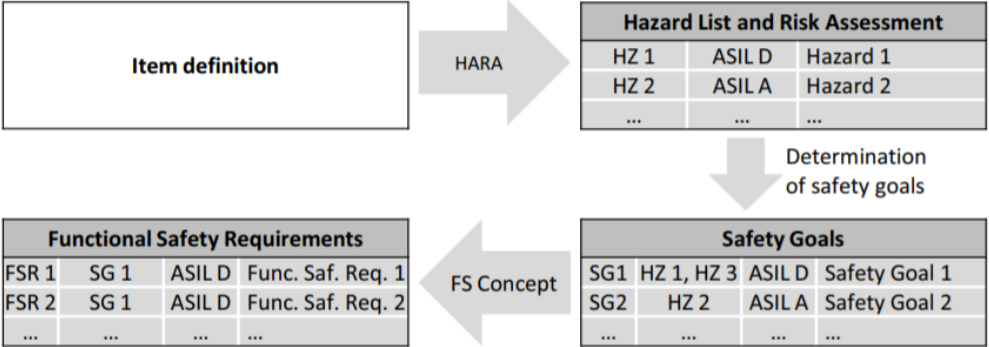 Item definition
HARA
Hazard List and Risk Assessment
HZ 1 ASIL D Hazard 1
HZ 2 ASIL A Hazard 2
... ... ...
Determination
of safety goals
Safety Goals
SG1 HZ 1, HZ 3 ASIL D Safety Goal 1
SG2 HZ 2 ASIL A Safety Goal 2
... ... ... ...
FS Concept
Functional Safety Requirements
FSR 1 SG 1 ASIL D Func. Saf. Req. 1
FSR 2 SG 1 ASIL D Func. Saf. Req. 2
... ... ... ...